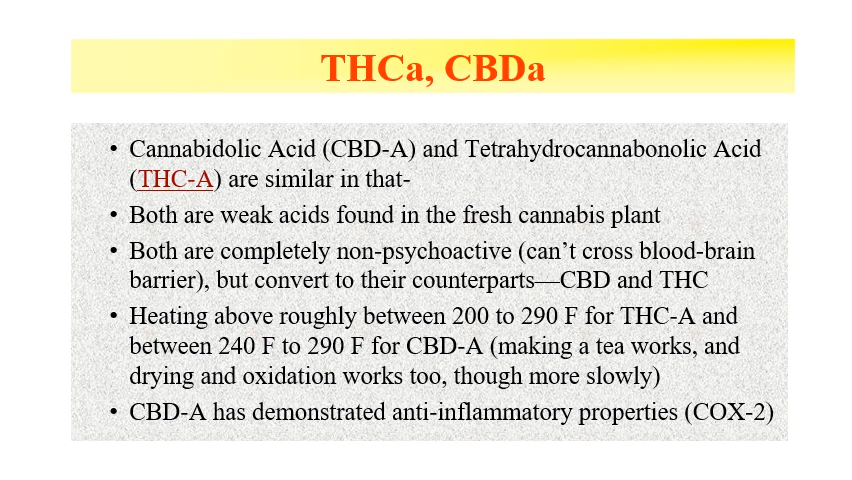 THCa, CBDa
• Cannabidolic Acid (CBD-A) and Tetrahydrocannabonolic Acid
(THC-A) are similar in that-
• Both are weak acids found in the fresh cannabis plant
• Both are completely non-psychoactive (can’t cross blood-brain
barrier), but convert to their counterparts—CBD and THC
• Heating above roughly between 200 to 290 F for THC-A and
between 240 F to 290 F for CBD-A (making a tea works, and
drying and oxidation works too, though more slowly)
• CBD-A has demonstrated anti-inflammatory properties (COX-2)